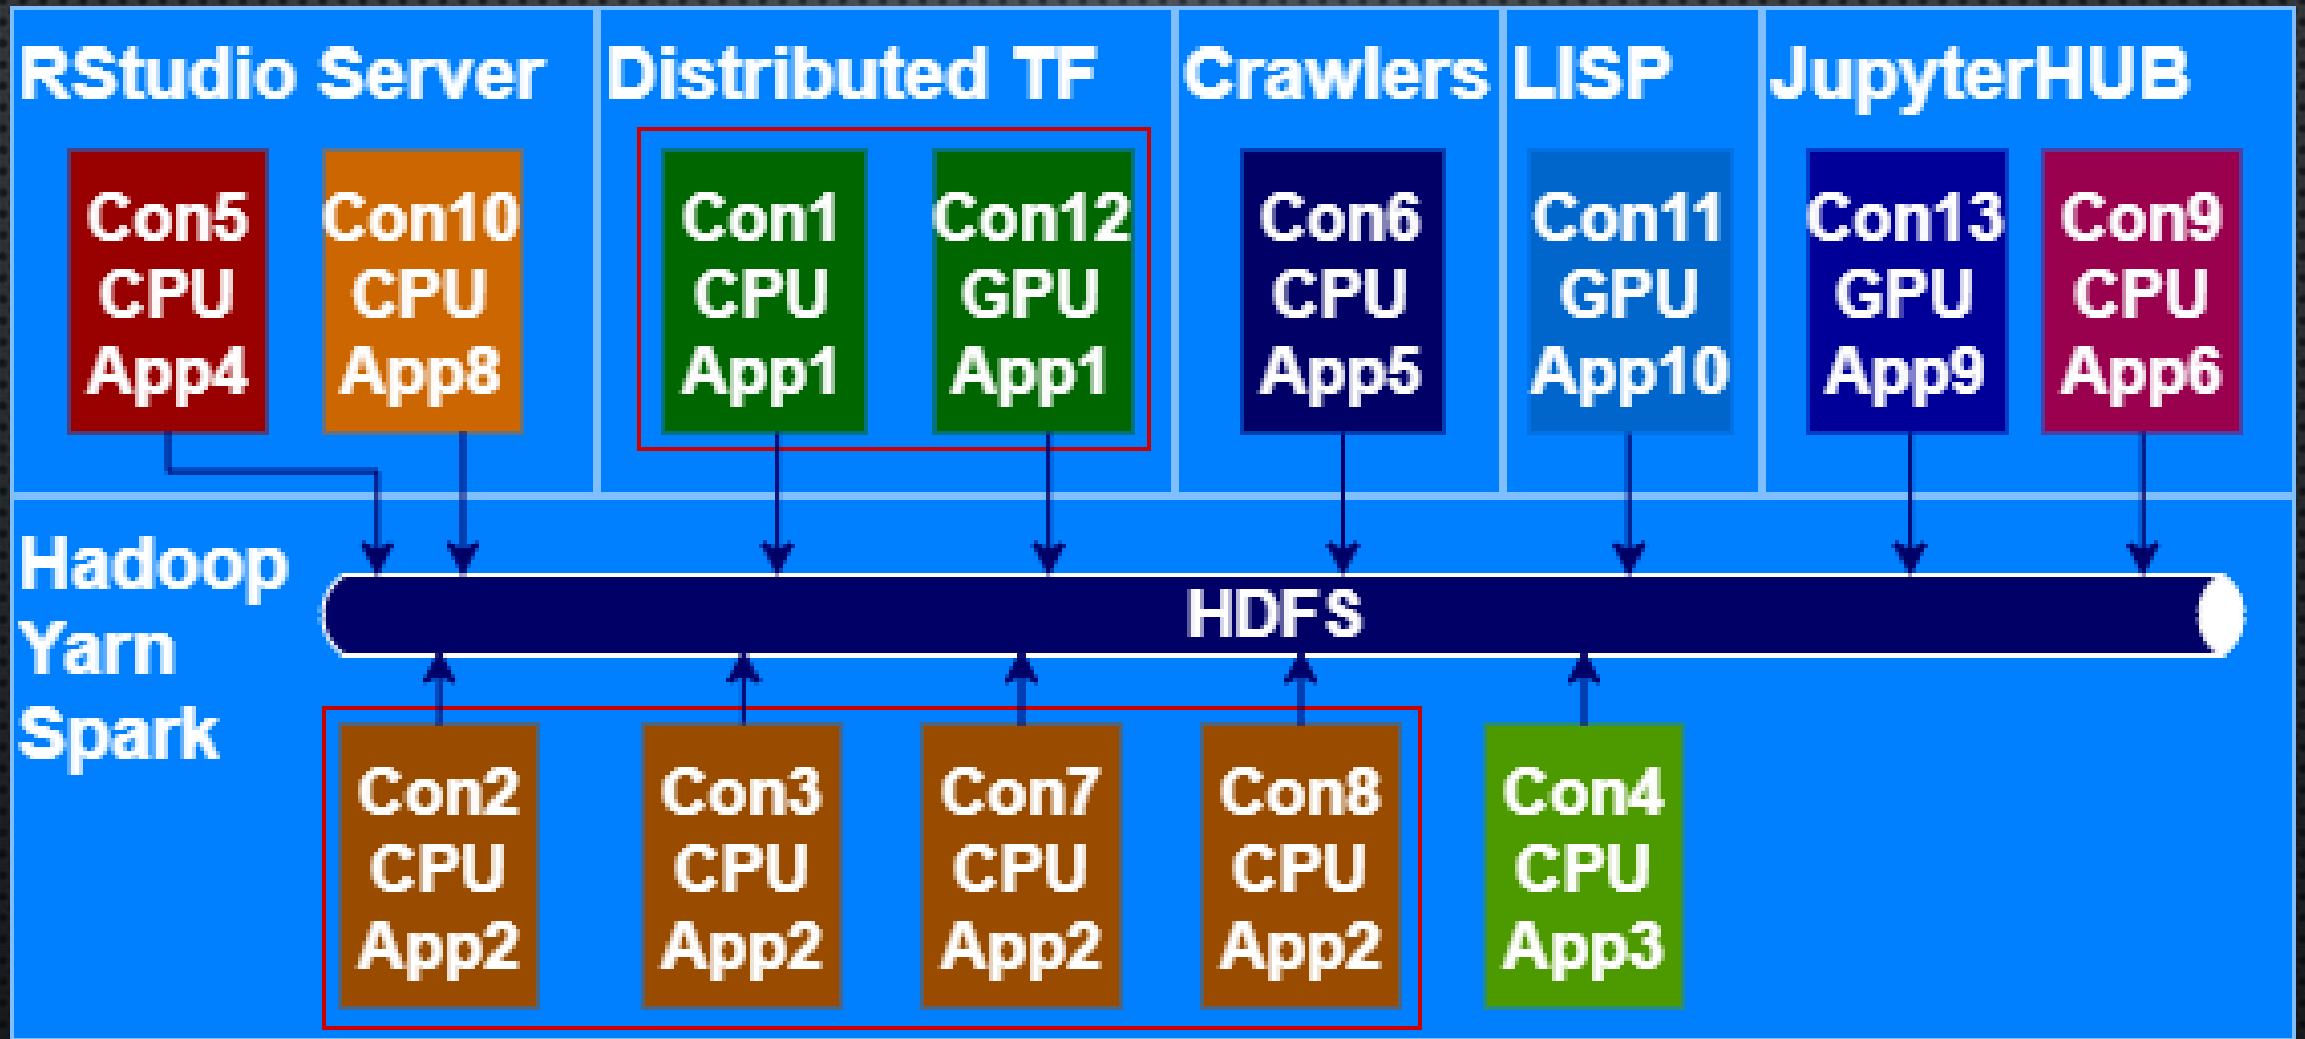 RStudio Server
Distributed TF
Crawlers
LISP
JupyterHUB
Con5
CPU
App4
Con10
CPU
App8
Con1
CPU
App1
Con12
GPU
App1
Con6
CPU
App5
Con11
GPU
App10
Con13
GPU
App9
Con9
CPU
App6
Hadoop
Yarn
Spark
HDFS
Con2
CPU
App2
Con3
CPU
App2
Con7
CPU
App2
Con8
CPU
App2
Con4
CPU
App3